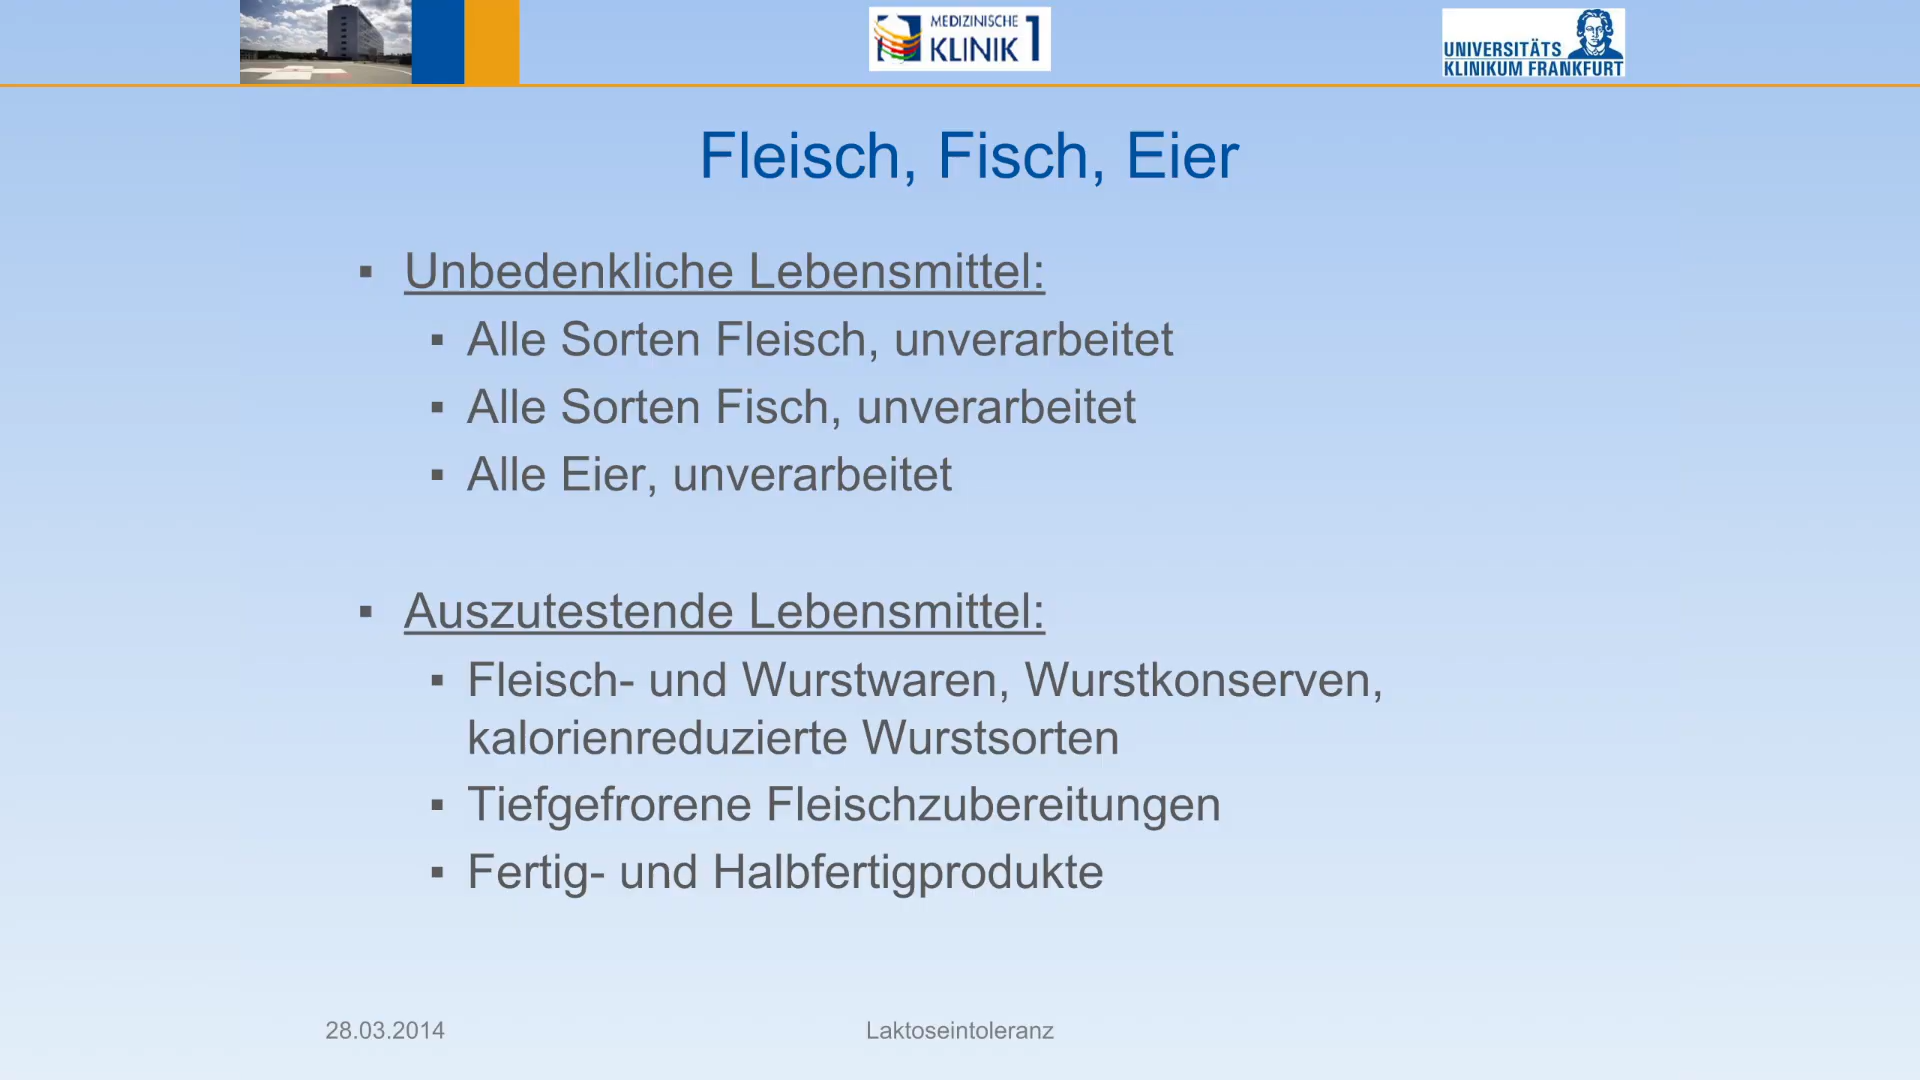 MEDIZINISCHE
KLINIK 1
UNIVERSITÄTS
KLINIKUM FRANKFURT
Fleisch, Fisch, Eier
▪ Unbedenkliche Lebensmittel:
▪ Alle Sorten Fleisch, unverarbeitet
▪ Alle Sorten Fisch, unverarbeitet
▪ Alle Eier, unverarbeitet
▪ Auszutestende Lebensmittel:
▪ Fleisch- und Wurstwaren, Wurstkonserven,
kalorienreduzierte Wurstsorten
▪ Tiefgefrorene Fleischzubereitungen
▪ Fertig- und Halbfertigprodukte
28.03.2014
Laktoseintoleranz